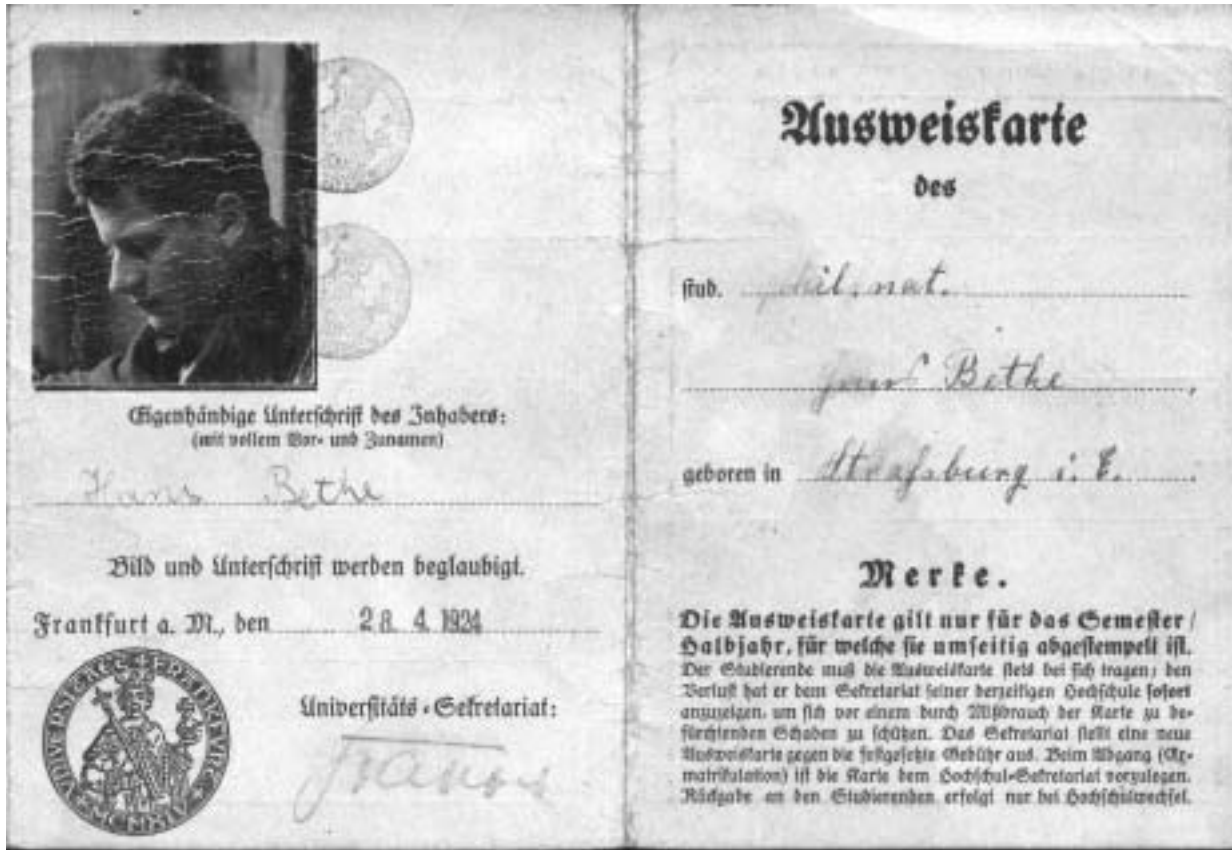 Eigenhändige Unterschrift des Inhabers:
(mit vollem Vor- und Zunamen)
Hans Bethe
Bild und Unterschrift werden beglaubigt.
Frankfurt a. M., den 28 4 1924
Universitäts-Sekretariat:
Ausweiskarte
des
stud. phil. nat.
Hans Bethe,
geboren in Strassburg i. E.
Merke.
Die Ausweiskarte gilt nur für das Semester/
Halbjahr, für welche sie umseitig abgestempelt ist.
Der Studierende muß die Ausweiskarte stets bei sich tragen; den
Verlust hat er dem Sekretariat seiner derzeitigen Hochschule sofort
anzuzeigen, um sich vor einem durch Mißbrauch der Karte zu be-
fürchtenden Schaden zu schützen. Das Sekretariat stellt eine neue
Ausweiskarte gegen die festgesetzte Gebühr aus. Beim Abgang (Ex-
matrikulation) ist die Karte dem Hochschul-Sekretariat vorzulegen.
Rückgabe an den Studierenden erfolgt nur bei Hochschulwechsel.